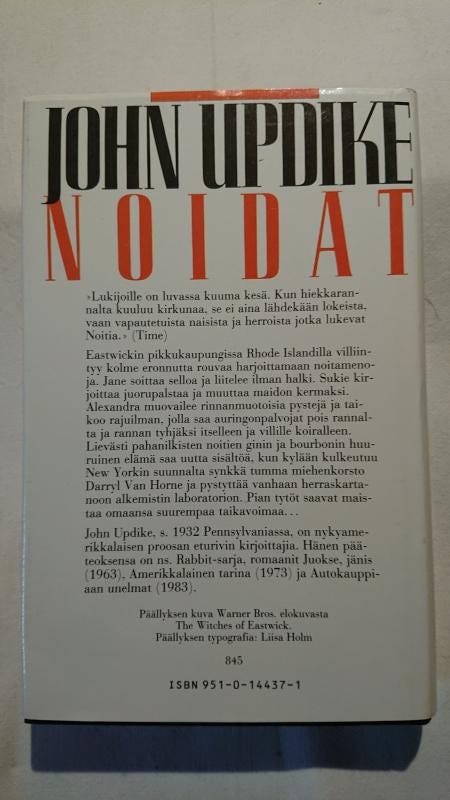 JOHN UPDIKE
NOIDAT
»Lukijoille on luvassa kuuma kesä. Kun hiekkaran-
nalta kuuluu kirkunaa, se ei aina lähdekään lokeista,
vaan vapautetuista naisista ja herroista jotka lukevat
Noitia.» (Time)
Eastwickin pikkukaupungissa Rhode Islandilla villiin-
tyy kolme eronnutta rouvaa harjoittamaan noitameno-
ja. Jane soittaa selloa ja liitelee ilman halki. Sukie kir-
joittaa juorupalstaa ja muuttaa maidon kermaksi.
Alexandra muovailee rinnanmuotoisia pystejä ja tai-
koo rajuilman, jolla saa auringonpalvojat pois rannal-
ta ja rannan tyhjäksi itselleen ja villille koiralleen.
Lievästi pahanilkisten noitien ginin ja bourbonin huu-
ruinen elämä saa uutta sisältöä, kun kylään kulkeutuu
New Yorkin suunnalta synkkä tumma miehenkorsto
Darryl Van Horne ja pystyttää vanhaan herraskarta-
noon alkemistin laboratorion. Pian tytöt saavat mais-
taa omaansa suurempaa taikavoimaa...
John Updike, s. 1932 Pennsylvaniassa, on nykyame-
rikkalaisen proosan eturivin kirjoittajia. Hänen pää-
teoksensa on ns. Rabbit-sarja, romaanit Juokse, jänis
(1963), Amerikkalainen tarina (1973) ja Autokauppi-
aan unelmat (1983).
Päällyksen kuva Warner Bros. elokuvasta
The Witches of Eastwick.
Päällyksen typografia: Liisa Holm
845
ISBN 951-0-14437-1